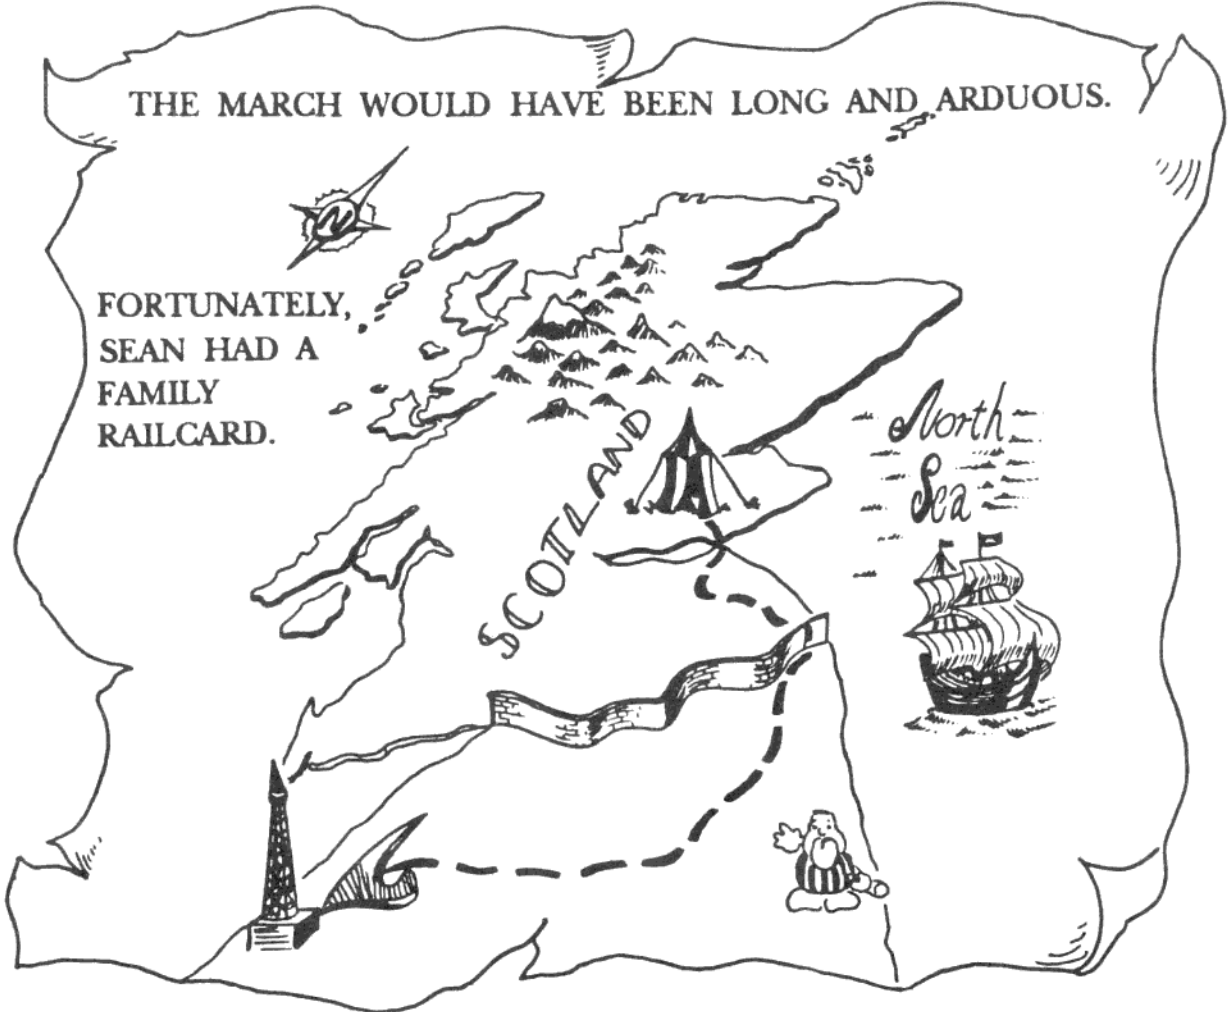 THE MARCH WOULD HAVE BEEN LONG AND ARDUOUS.
N
FORTUNATELY,
SEAN HAD A
FAMILY
RAILCARD.
SCOTLAND
North
Sea